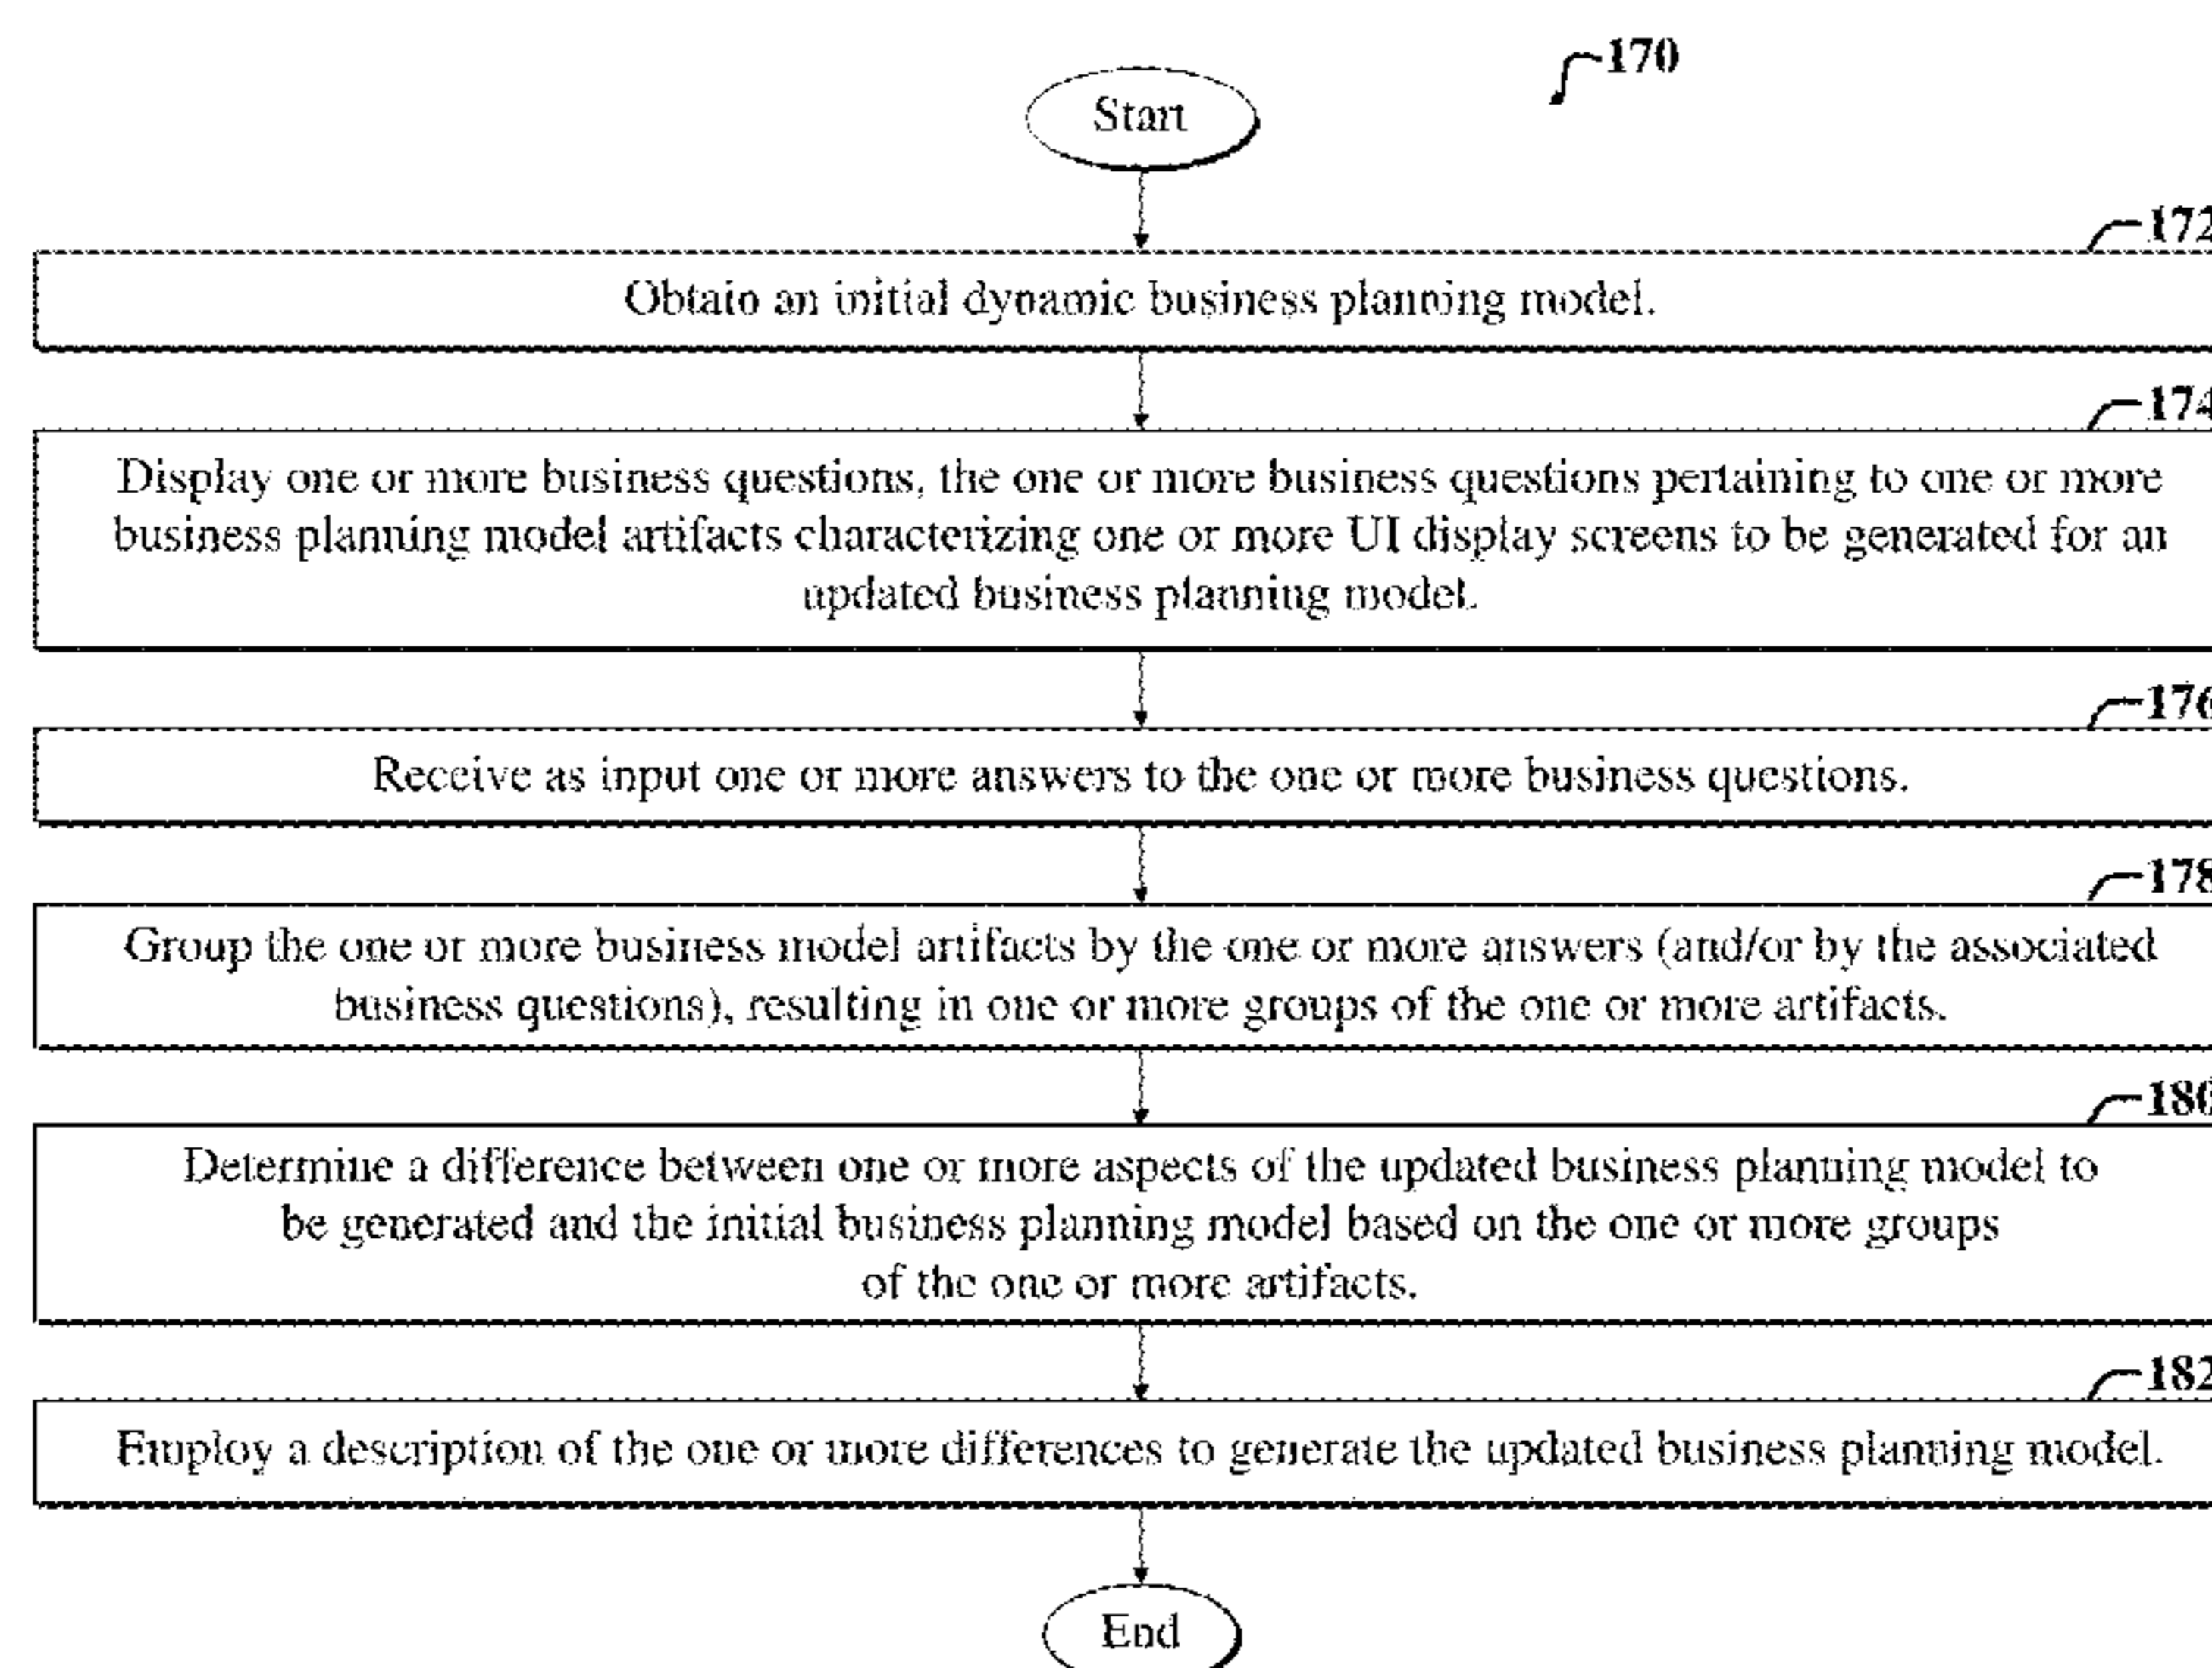 170
Start
172
Obtain an initial dynamic business planning model.
174
Display one or more business questions, the one or more business questions pertaining to one or more
business planning model artifacts characterizing one or more UI display screens to be generated for an
updated business planning model.
176
Receive as input one or more answers to the one or more business questions.
178
Group the one or more business model artifacts by the one or more answers (and/or by the associated
business questions), resulting in one or more groups of the one or more artifacts.
180
Determine a difference between one or more aspects of the updated business planning model to
be generated and the initial business planning model based on the one or more groups
of the one or more artifacts.
182
Employ a description of the one or more differences to generate the updated business planning model.
End